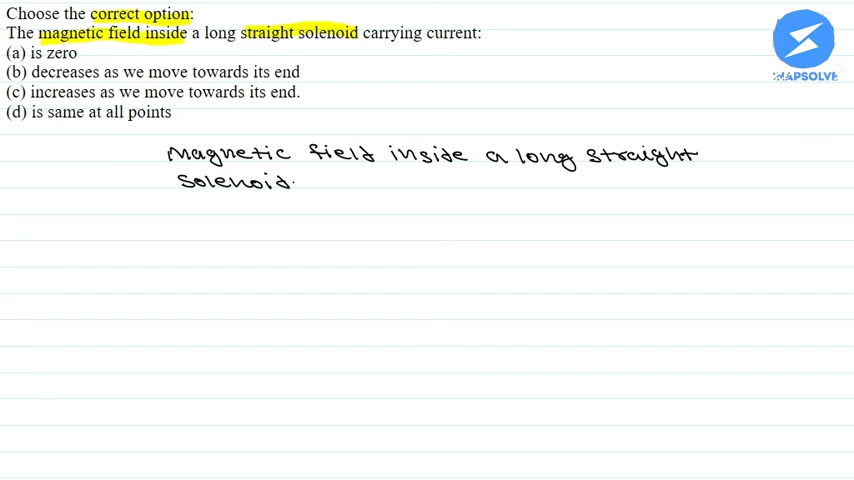 Choose the correct option:
The magnetic field inside a long straight solenoid carrying current:
(a) is zero
(b) decreases as we move towards its end
(c) increases as we move towards its end.
(d) is same at all points
SNAPSOLVE
Magnetic field inside a long straight
solenoid.